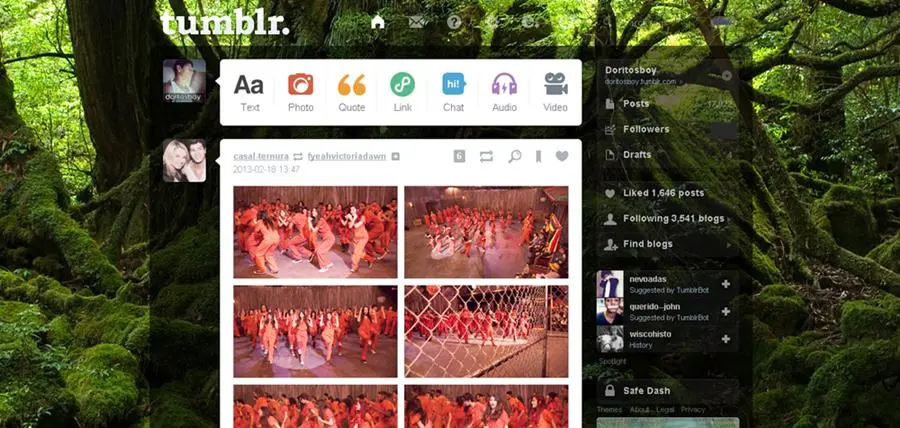 tumblr.
doritosboy
Aa
Text
Photo
Quote
Link
hi!
Chat
Audio
Video
casal-ternura fyeahvictoriadawn
2013-02-18 13:47
6
Doritosboy
doritosboy.tumblr.com
Posts
Followers
Drafts
Liked 1,646 posts
Following 3,541 blogs
Find blogs
nevoadas
Suggested by TumblrBot
querido--john
Suggested by TumblrBot
wiscohisto
History
Spotlight
Safe Dash
Themes About Legal Privacy